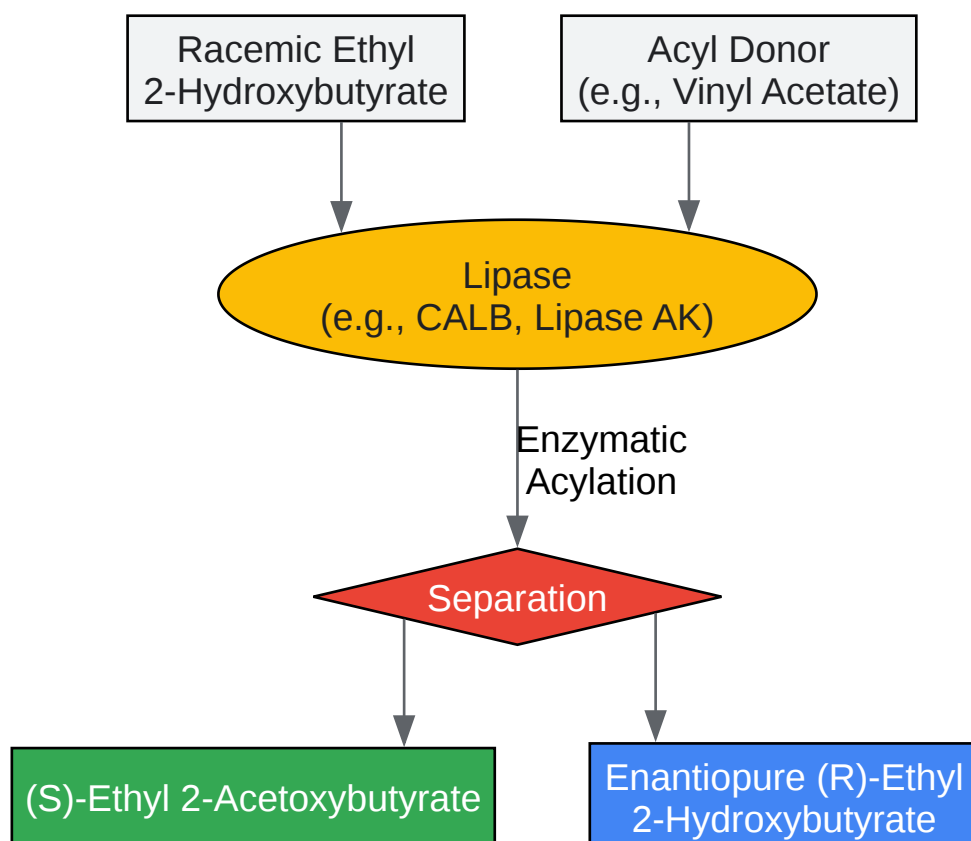 Racemic Ethyl
2-Hydroxybutyrate
Acyl Donor
(e.g., Vinyl Acetate)
Lipase
(e.g., CALB, Lipase AK)
Enzymatic
Acylation
Separation
(S)-Ethyl 2-Acetoxybutyrate
Enantiopure (R)-Ethyl
2-Hydroxybutyrate